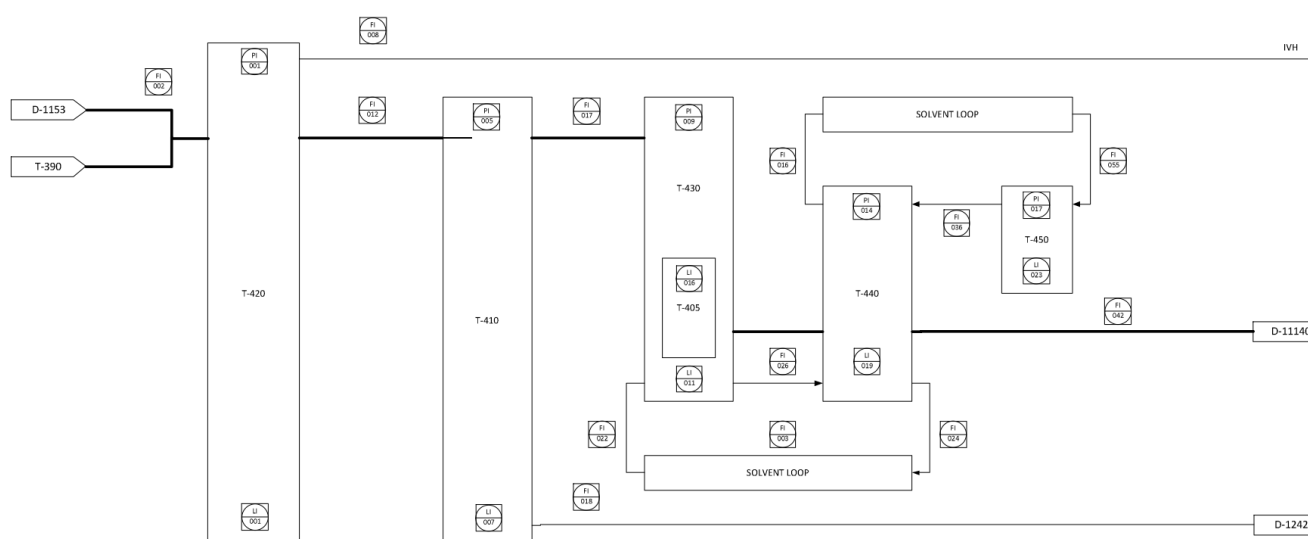 FI
008
IVH
PI
001
FI
002
D-1153
FI
012
PI
005
FI
017
PI
009
SOLVENT LOOP
T-390
FI
016
FI
055
T-430
PI
014
PI
017
FI
036
T-450
LI
016
LI
023
T-420
T-405
T-440
FI
042
T-410
D-11140
FI
026
LI
019
LI
011
FI
022
FI
003
FI
024
SOLVENT LOOP
FI
018
LI
001
LI
007
D-1242